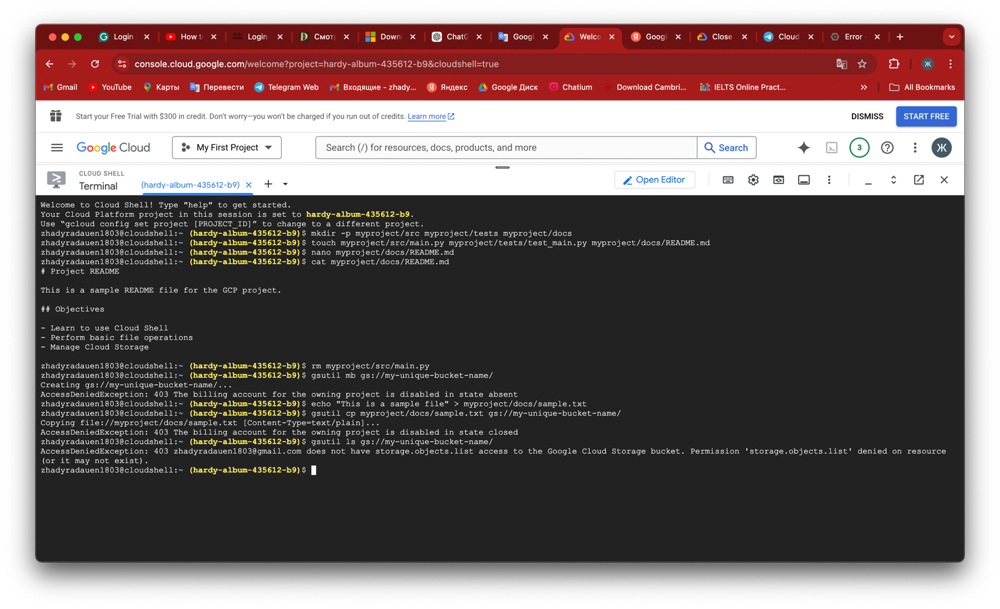 Login
How to
Login
Смотр
Down
ChatG
Googl
Welco
Googl
Close
Cloud
Error -
console.cloud.google.com/welcome?project=hardy-album-435612-b9&cloudshell=true
Ж
Gmail
YouTube
Карты
Перевести
Telegram Web
Входящие – zhady...
Яндекс
Google Диск
Chatium
Download Cambri...
IELTS Online Pract...
All Bookmarks
Start your Free Trial with $300 in credit. Don't worry—you won't be charged if you run out of credits. Learn more
DISMISS
START FREE
Google Cloud
My First Project
Search (/) for resources, docs, products, and more
Search
3
Ж
CLOUD SHELL
Terminal
(hardy-album-435612-b9)
Open Editor
Welcome to Cloud Shell! Type "help" to get started.
Your Cloud Platform project in this session is set to hardy-album-435612-b9.
Use “gcloud config set project [PROJECT_ID]” to change to a different project.
zhadyradauen1803@cloudshell:~ (hardy-album-435612-b9)$ mkdir -p myproject/src myproject/tests myproject/docs
zhadyradauen1803@cloudshell:~ (hardy-album-435612-b9)$ touch myproject/src/main.py myproject/tests/test_main.py myproject/docs/README.md
zhadyradauen1803@cloudshell:~ (hardy-album-435612-b9)$ nano myproject/docs/README.md
zhadyradauen1803@cloudshell:~ (hardy-album-435612-b9)$ cat myproject/docs/README.md
# Project README
This is a sample README file for the GCP project.
## Objectives
- Learn to use Cloud Shell
- Perform basic file operations
- Manage Cloud Storage
zhadyradauen1803@cloudshell:~ (hardy-album-435612-b9)$ rm myproject/src/main.py
zhadyradauen1803@cloudshell:~ (hardy-album-435612-b9)$ gsutil mb gs://my-unique-bucket-name/
Creating gs://my-unique-bucket-name/...
AccessDeniedException: 403 The billing account for the owning project is disabled in state absent
zhadyradauen1803@cloudshell:~ (hardy-album-435612-b9)$ echo "This is a sample file" > myproject/docs/sample.txt
zhadyradauen1803@cloudshell:~ (hardy-album-435612-b9)$ gsutil cp myproject/docs/sample.txt gs://my-unique-bucket-name/
Copying file://myproject/docs/sample.txt [Content-Type=text/plain]...
AccessDeniedException: 403 The billing account for the owning project is disabled in state closed
zhadyradauen1803@cloudshell:~ (hardy-album-435612-b9)$ gsutil ls gs://my-unique-bucket-name/
AccessDeniedException: 403 zhadyradauen1803@gmail.com does not have storage.objects.list access to the Google Cloud Storage bucket. Permission 'storage.objects.list' denied on resource
(or it may not exist).
zhadyradauen1803@cloudshell:~ (hardy-album-435612-b9)$